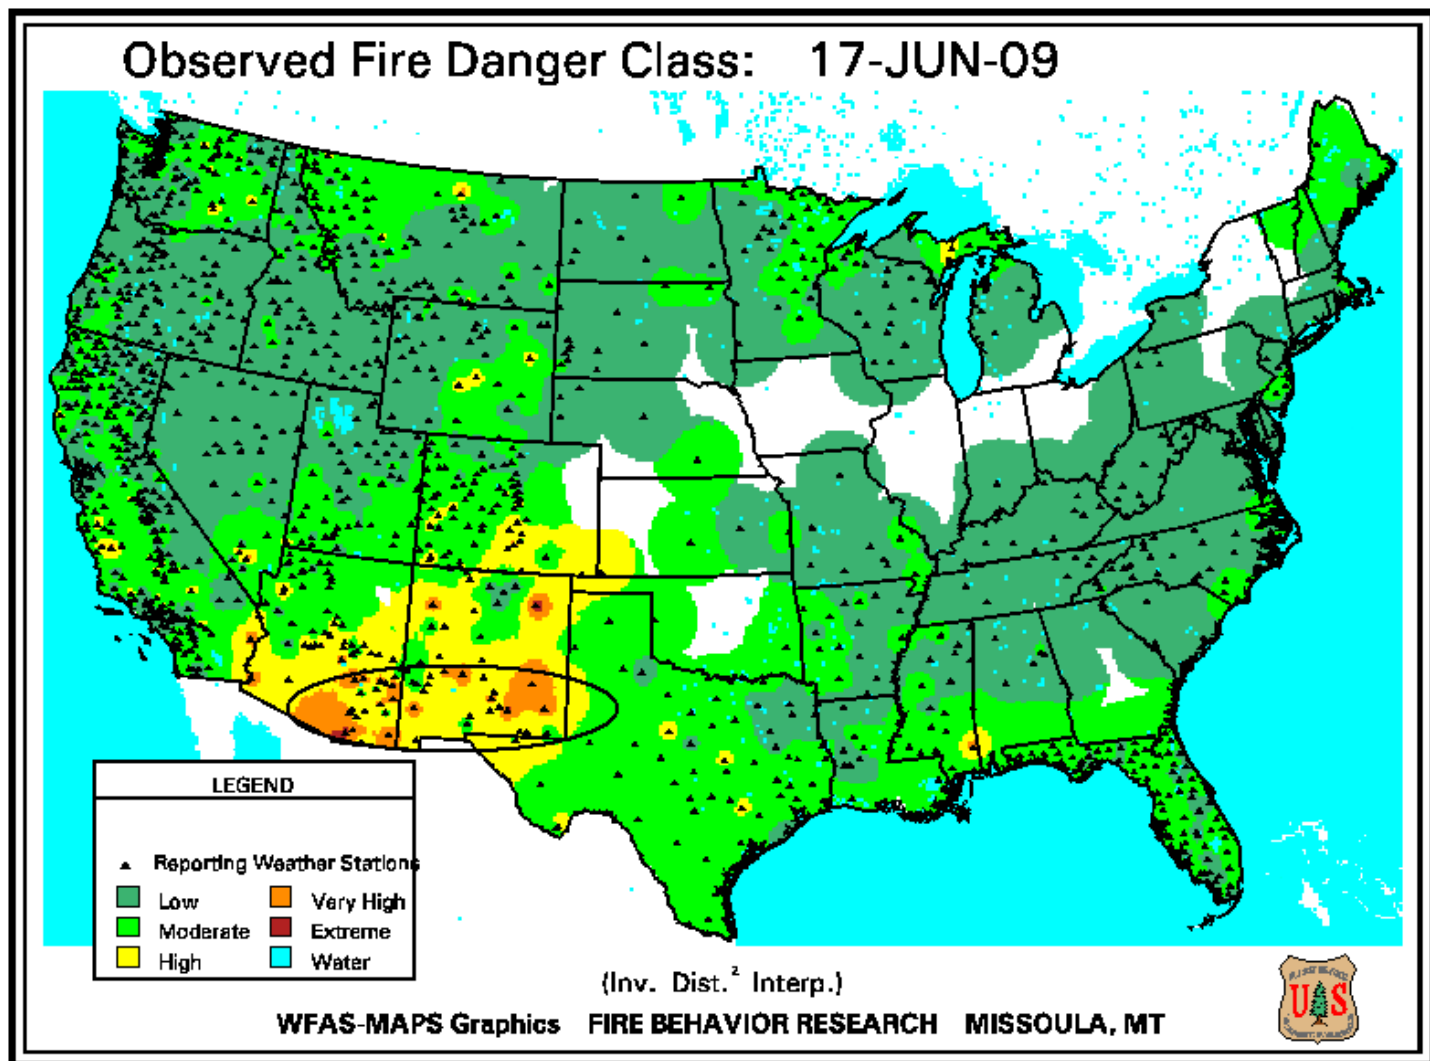 Observed Fire Danger Class: 17-JUN-09
LEGEND
Reporting Weather Stations
Low
Very High
Moderate
Extreme
High
Water
(Inv. Dist.² Interp.)
WFAS-MAPS Graphics FIRE BEHAVIOR RESEARCH MISSOULA, MT
U S